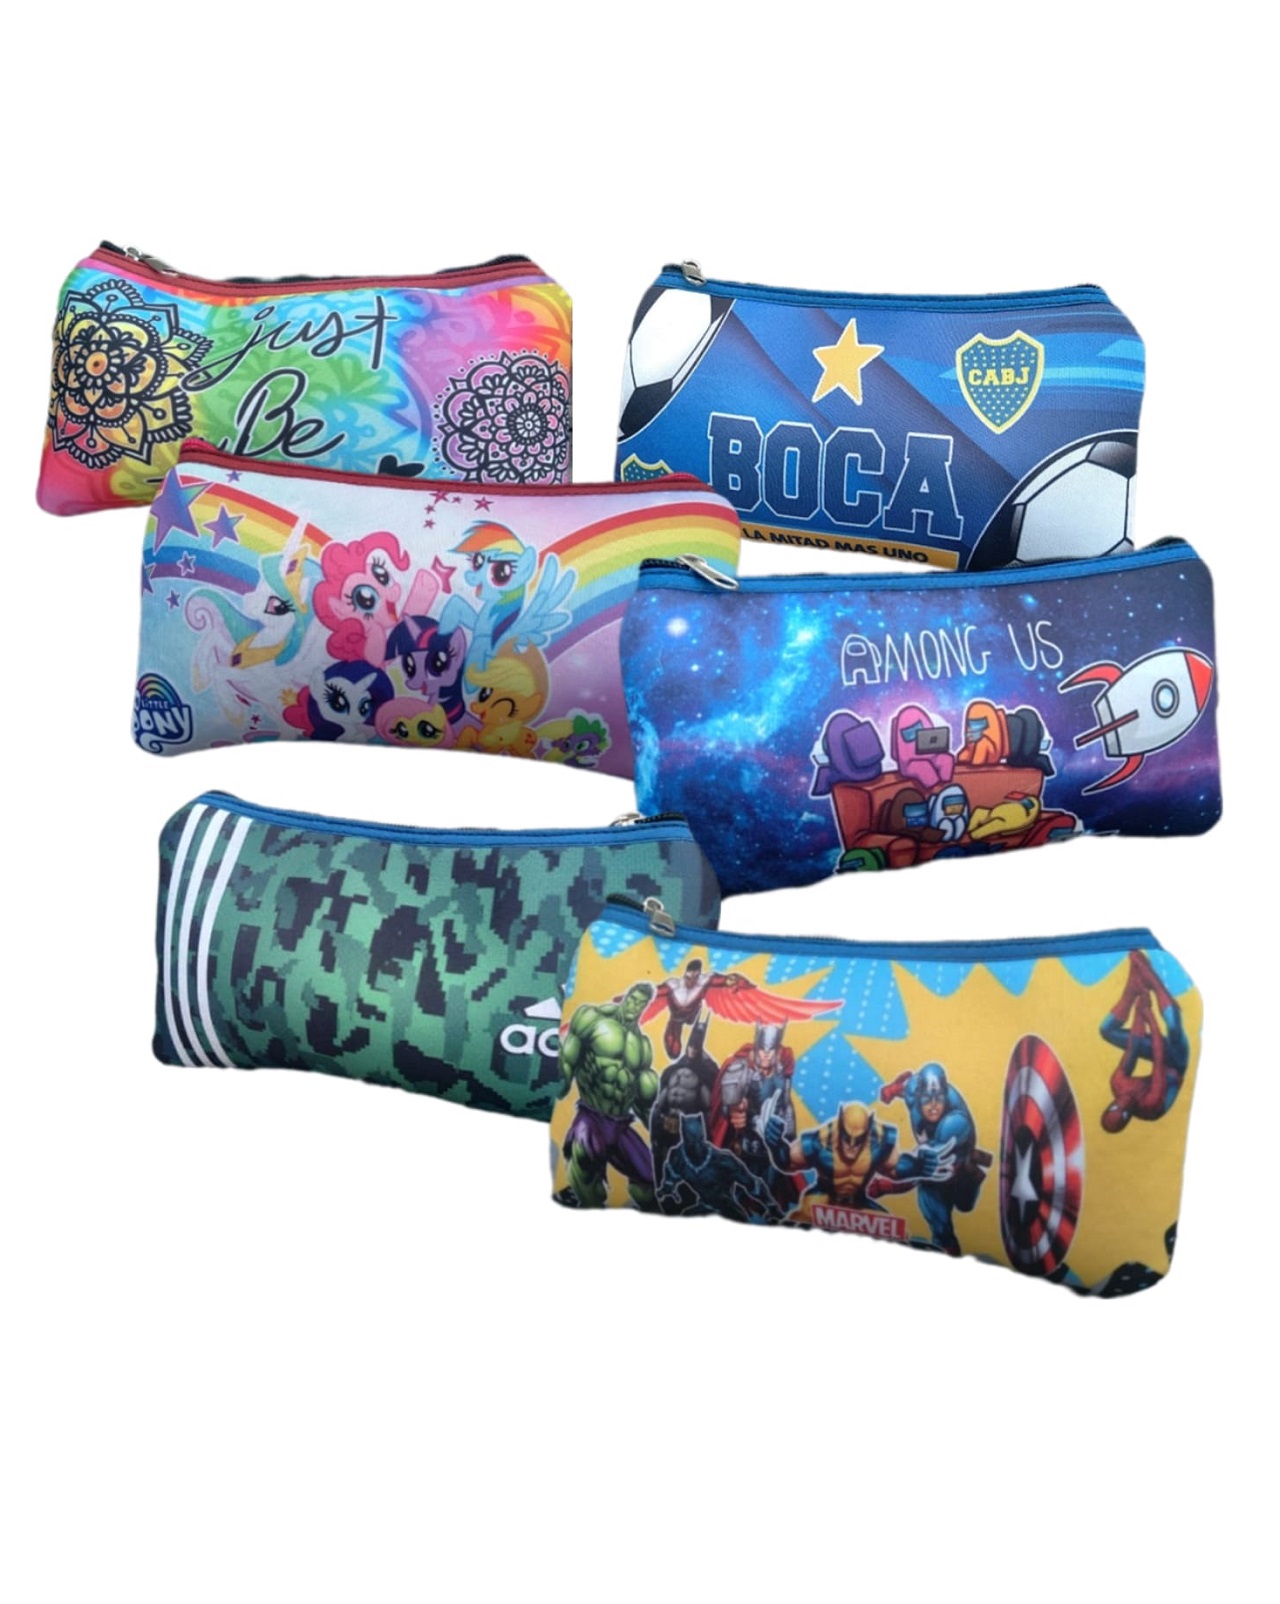 just
Be
CABJ
BOCA
LA MITAD MAS UNO
LITTLE
PONY
AMONG US
MARVEL